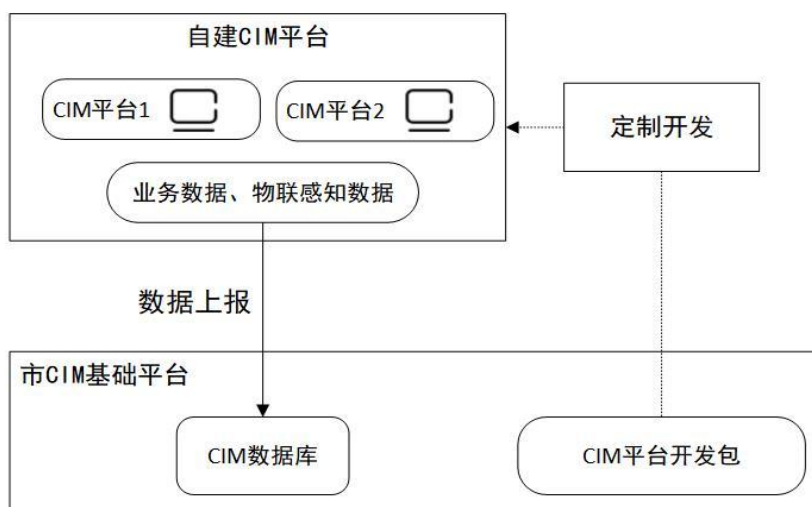 自建CIM平台
CIM平台1
CIM平台2
定制开发
业务数据、物联感知数据
数据上报
市CIM基础平台
CIM数据库
CIM平台开发包